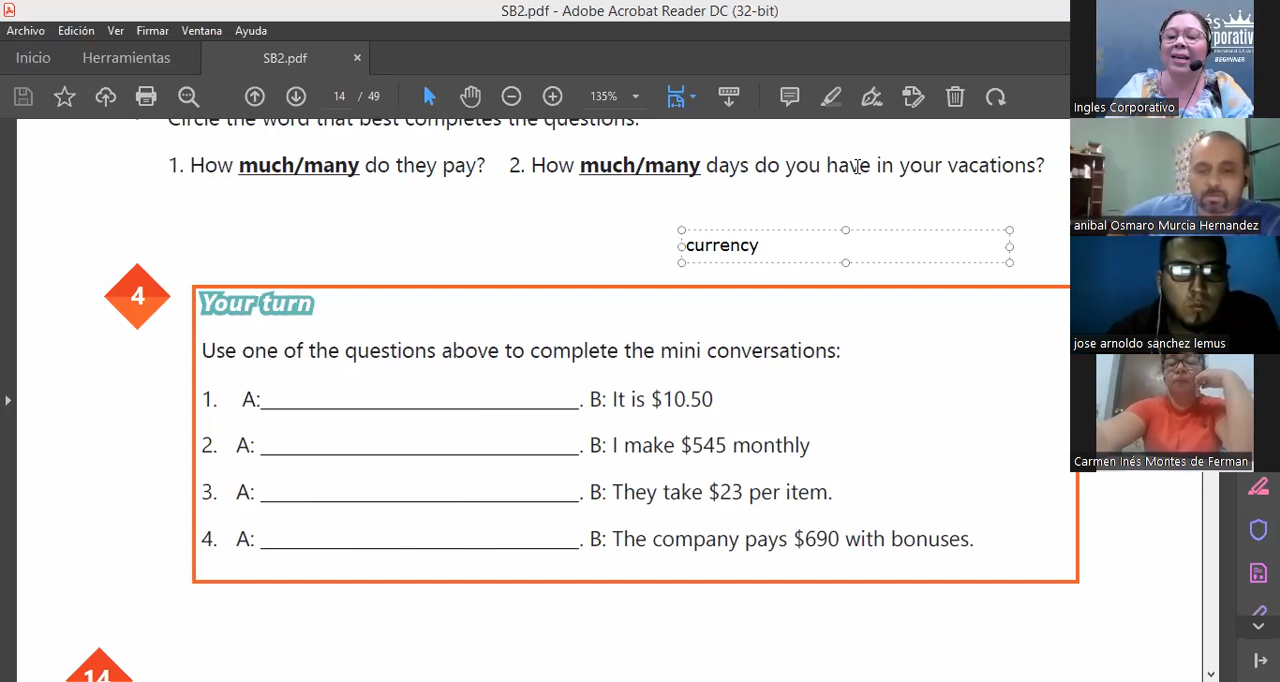 SB2.pdf - Adobe Acrobat Reader DC (32-bit)
Archivo Edición Ver Firmar Ventana Ayuda
Inicio Herramientas SB2.pdf ×
14 / 49 135%
Circle the word that best completes the questions.
1. How much/many do they pay? 2. How much/many days do you have in your vacations?
currency
4
Your turn
Use one of the questions above to complete the mini conversations:
1. A:______________________________. B: It is $10.50
2. A: ______________________________. B: I make $545 monthly
3. A: ______________________________. B: They take $23 per item.
4. A: ______________________________. B: The company pays $690 with bonuses.
14
BEGINNER
Ingles Corporativo
anibal Osmaro Murcia Hernandez
jose arnoldo sanchez lemus
Carmen Inés Montes de Ferman